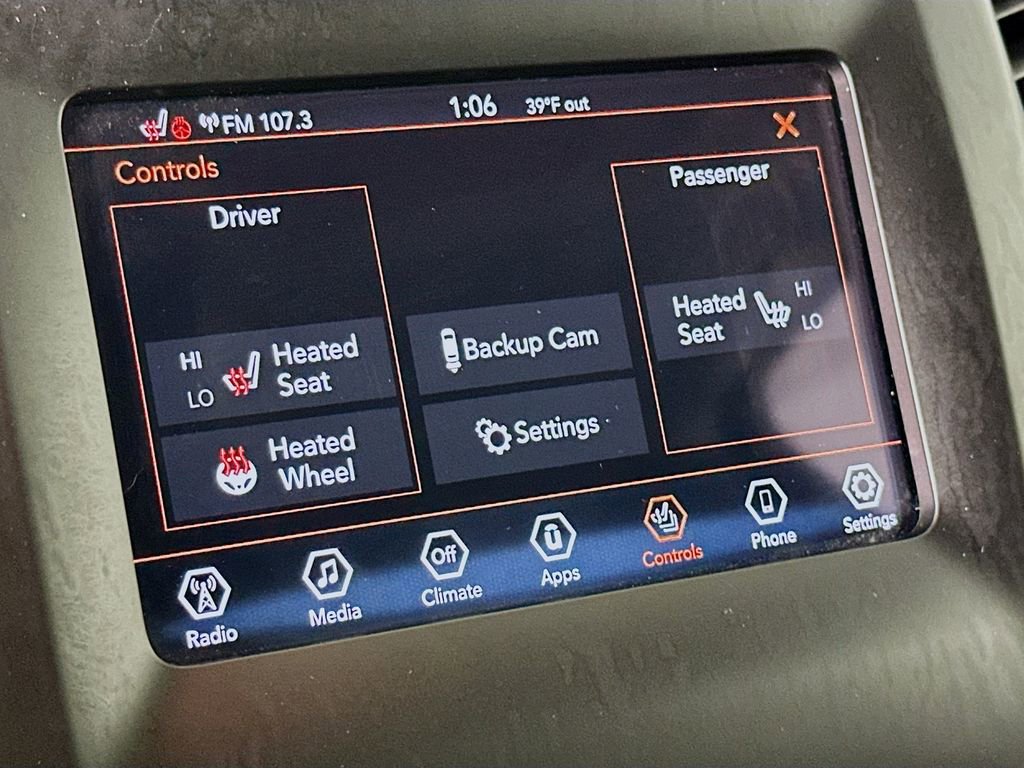 FM 107.3
1:06
39°F out
Controls
Driver
Passenger
HI
LO
Heated
Seat
Backup Cam
Heated
Seat
HI
LO
Heated
Wheel
Settings
Radio
Media
Off
Climate
Apps
Controls
Phone
Settings